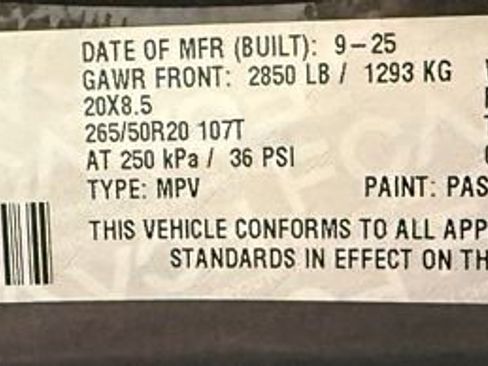 DATE OF MFR (BUILT): 9-25
GAWR FRONT: 2850 LB / 1293 KG
20X8.5
265/50R20 107T
AT 250 kPa / 36 PSI
TYPE: MPV PAINT: PAS
THIS VEHICLE CONFORMS TO ALL APP
STANDARDS IN EFFECT ON TH